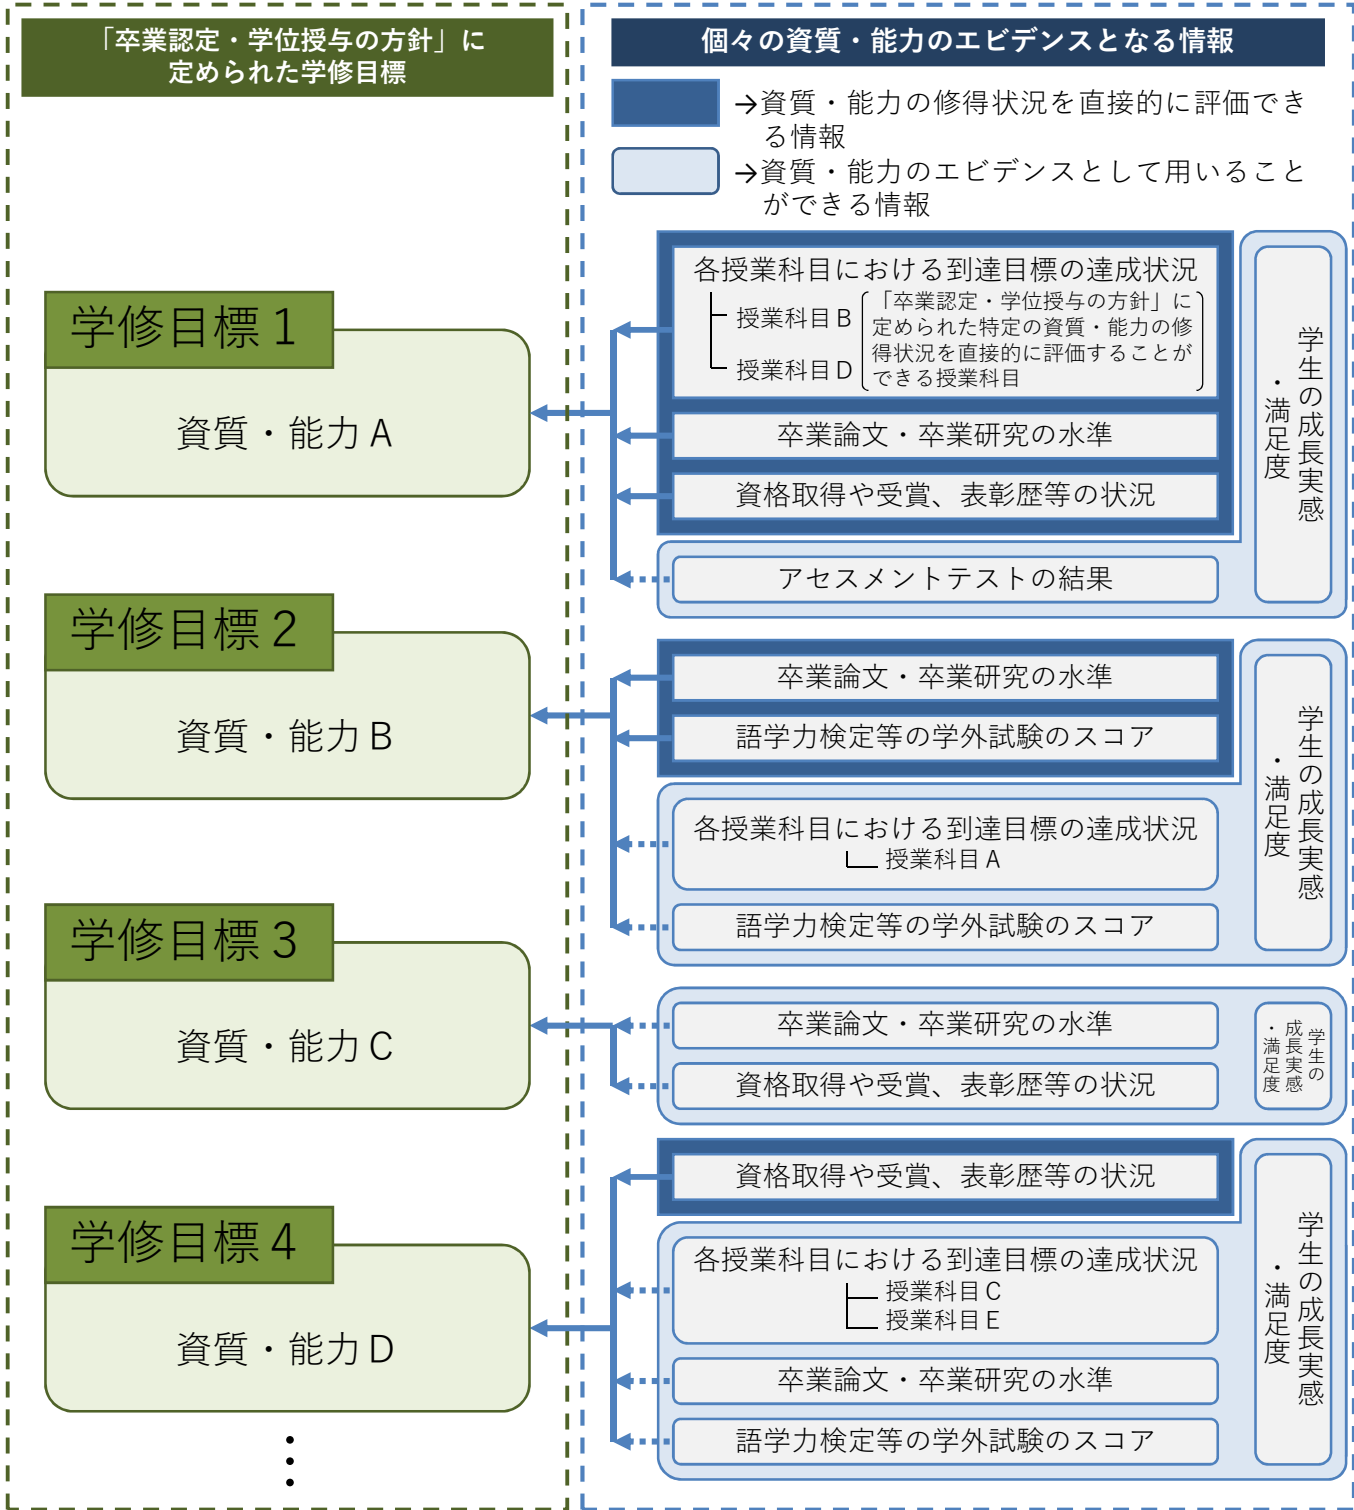 「卒業認定・学位授与の方針」に
定められた学修目標
学修目標１
資質・能力Ａ
学修目標２
資質・能力Ｂ
学修目標３
資質・能力Ｃ
学修目標４
資質・能力Ｄ
個々の資質・能力のエビデンスとなる情報
→資質・能力の修得状況を直接的に評価でき
る情報
→資質・能力のエビデンスとして用いること
ができる情報
各授業科目における到達目標の達成状況
授業科目Ｂ
授業科目Ｄ
「卒業認定・学位授与の方針」に
定められた特定の資質・能力の修
得状況を直接的に評価することが
できる授業科目
卒業論文・卒業研究の水準
資格取得や受賞、表彰歴等の状況
アセスメントテストの結果
学生の成長実感
・満足度
卒業論文・卒業研究の水準
語学力検定等の学外試験のスコア
各授業科目における到達目標の達成状況
授業科目Ａ
語学力検定等の学外試験のスコア
学生の成長実感
・満足度
卒業論文・卒業研究の水準
資格取得や受賞、表彰歴等の状況
学生の
成長実感
・満足度
資格取得や受賞、表彰歴等の状況
各授業科目における到達目標の達成状況
授業科目Ｃ
授業科目Ｅ
卒業論文・卒業研究の水準
語学力検定等の学外試験のスコア
学生の成長実感
・満足度